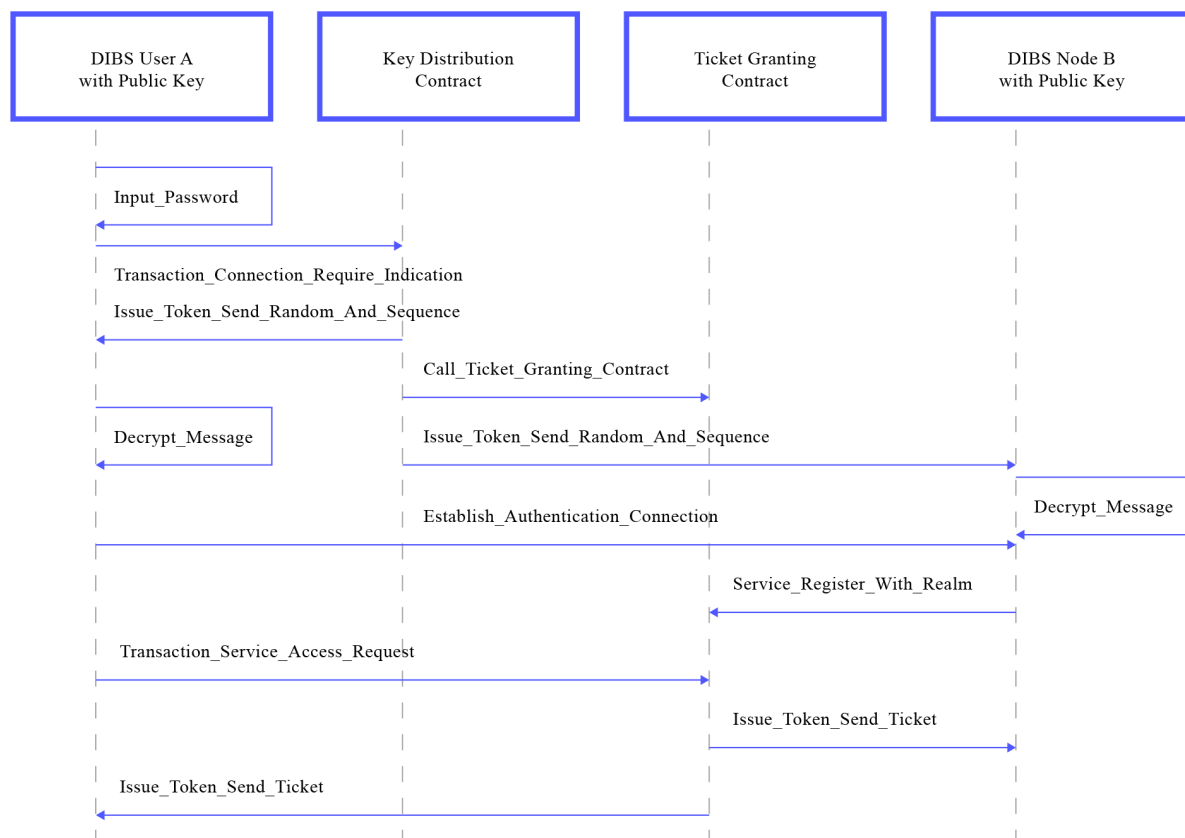 DIBS User A
with Public Key
Key Distribution
Contract
Ticket Granting
Contract
DIBS Node B
with Public Key
Input_Password
Transaction_Connection_Require_Indication
Issue_Token_Send_Random_And_Sequence
Call_Ticket_Granting_Contract
Decrypt_Message
Issue_Token_Send_Random_And_Sequence
Decrypt_Message
Establish_Authentication_Connection
Service_Register_With_Realm
Transaction_Service_Access_Request
Issue_Token_Send_Ticket
Issue_Token_Send_Ticket